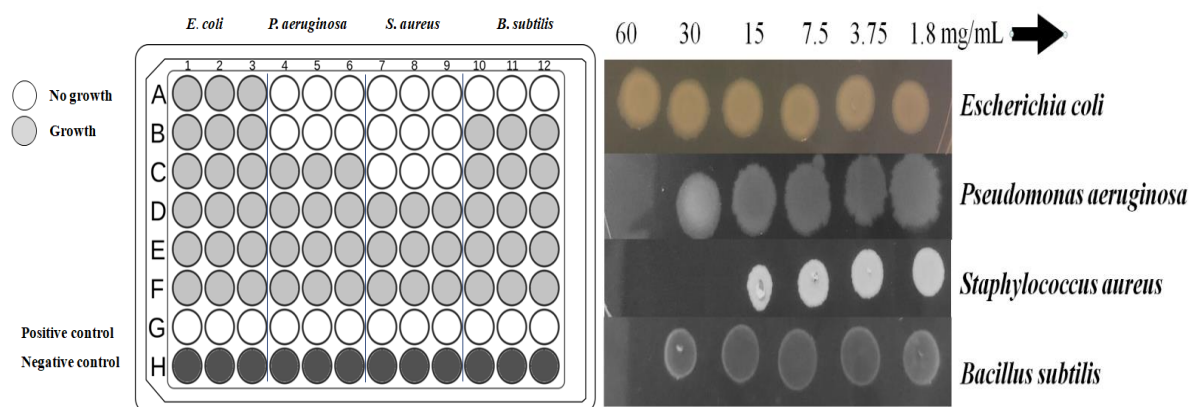 E. coli P. aeruginosa S. aureus B. subtilis
1 2 3 4 5 6 7 8 9 10 11 12
No growth
Growth
A
B
C
D
E
F
Positive control G
Negative control H
60 30 15 7.5 3.75 1.8 mg/mL
Escherichia coli
Pseudomonas aeruginosa
Staphylococcus aureus
Bacillus subtilis